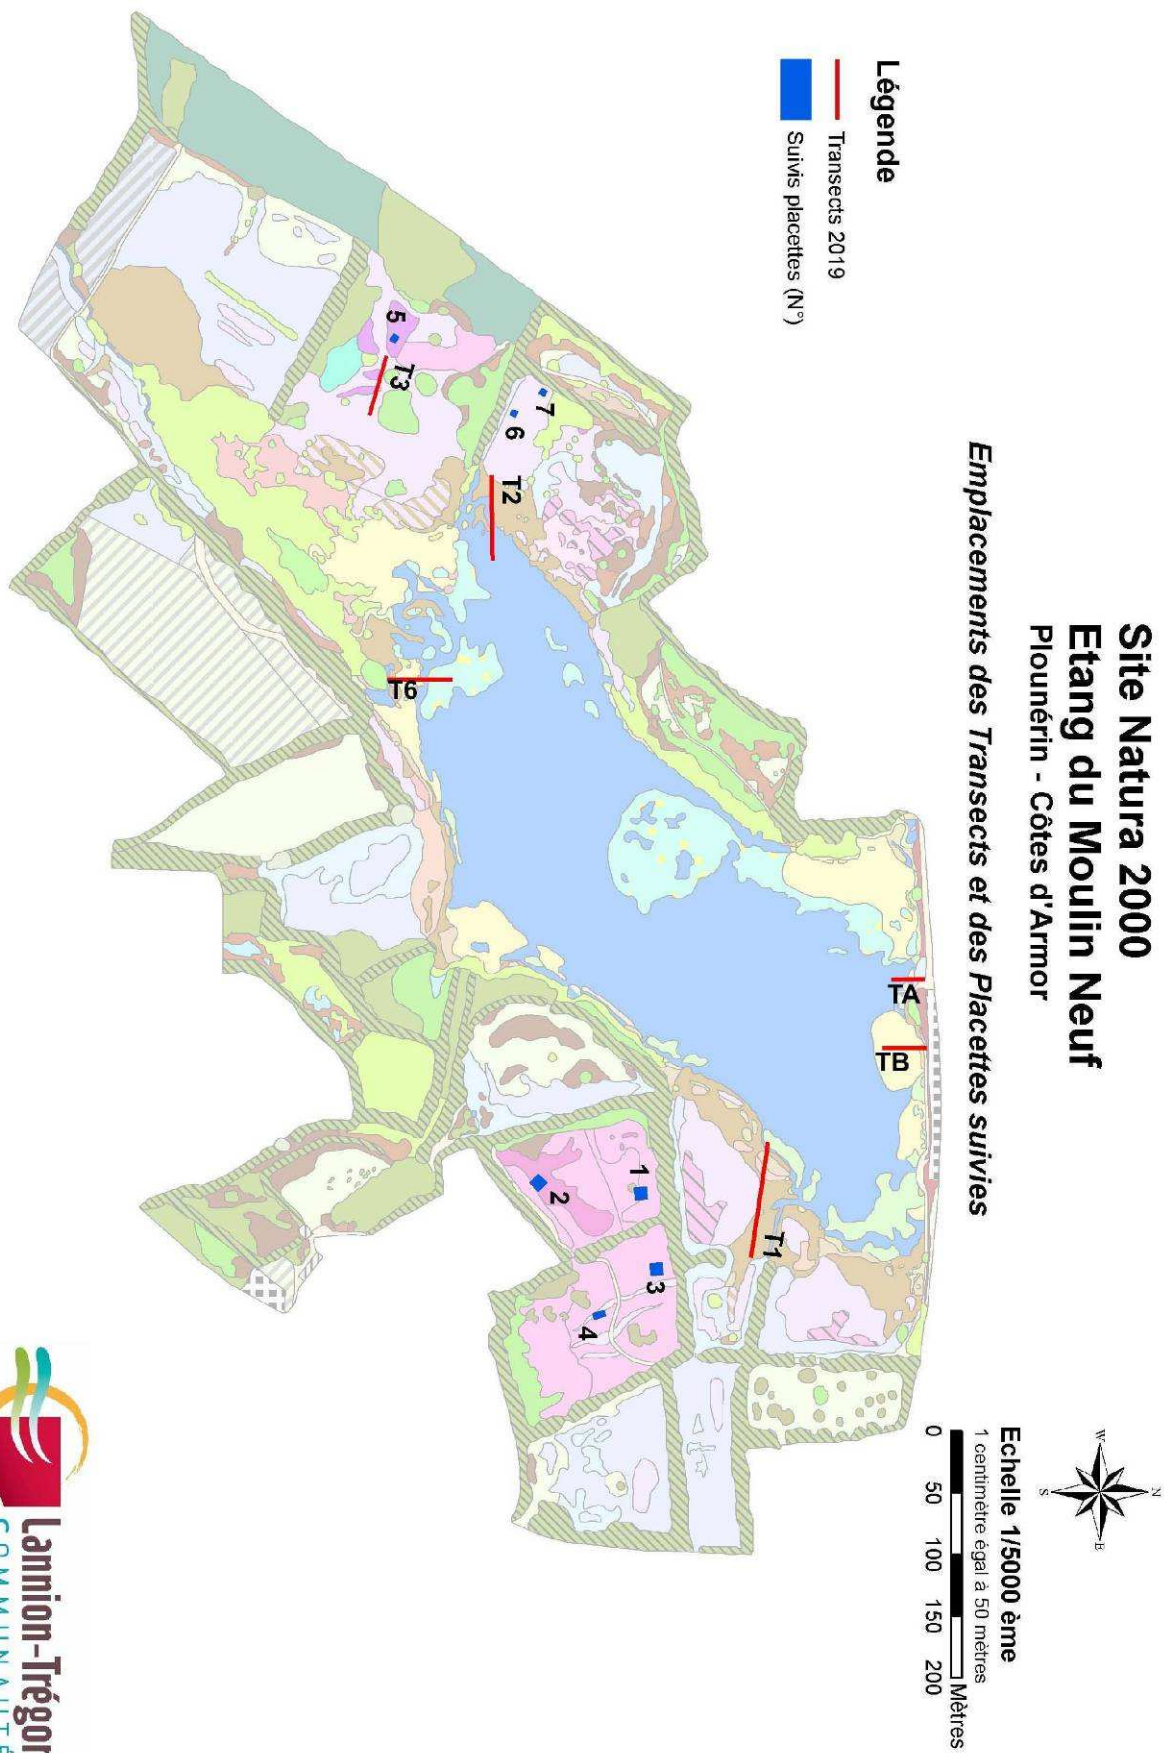 Site Natura 2000
Etang du Moulin Neuf
Plounérin - Côtes d'Armor
Emplacements des Transects et des Placettes suivies
Légende
Transects 2019
Suivis placettes (N°)
N
W
E
S
Echelle 1/5000 ème
1 centimètre égal à 50 mètres
0 50 100 150 200
Mètres
TA
TB
T1
T2
T3
T6
1
2
3
4
5
6
7
Lannion-Trégor
COMMUNAUTÉ